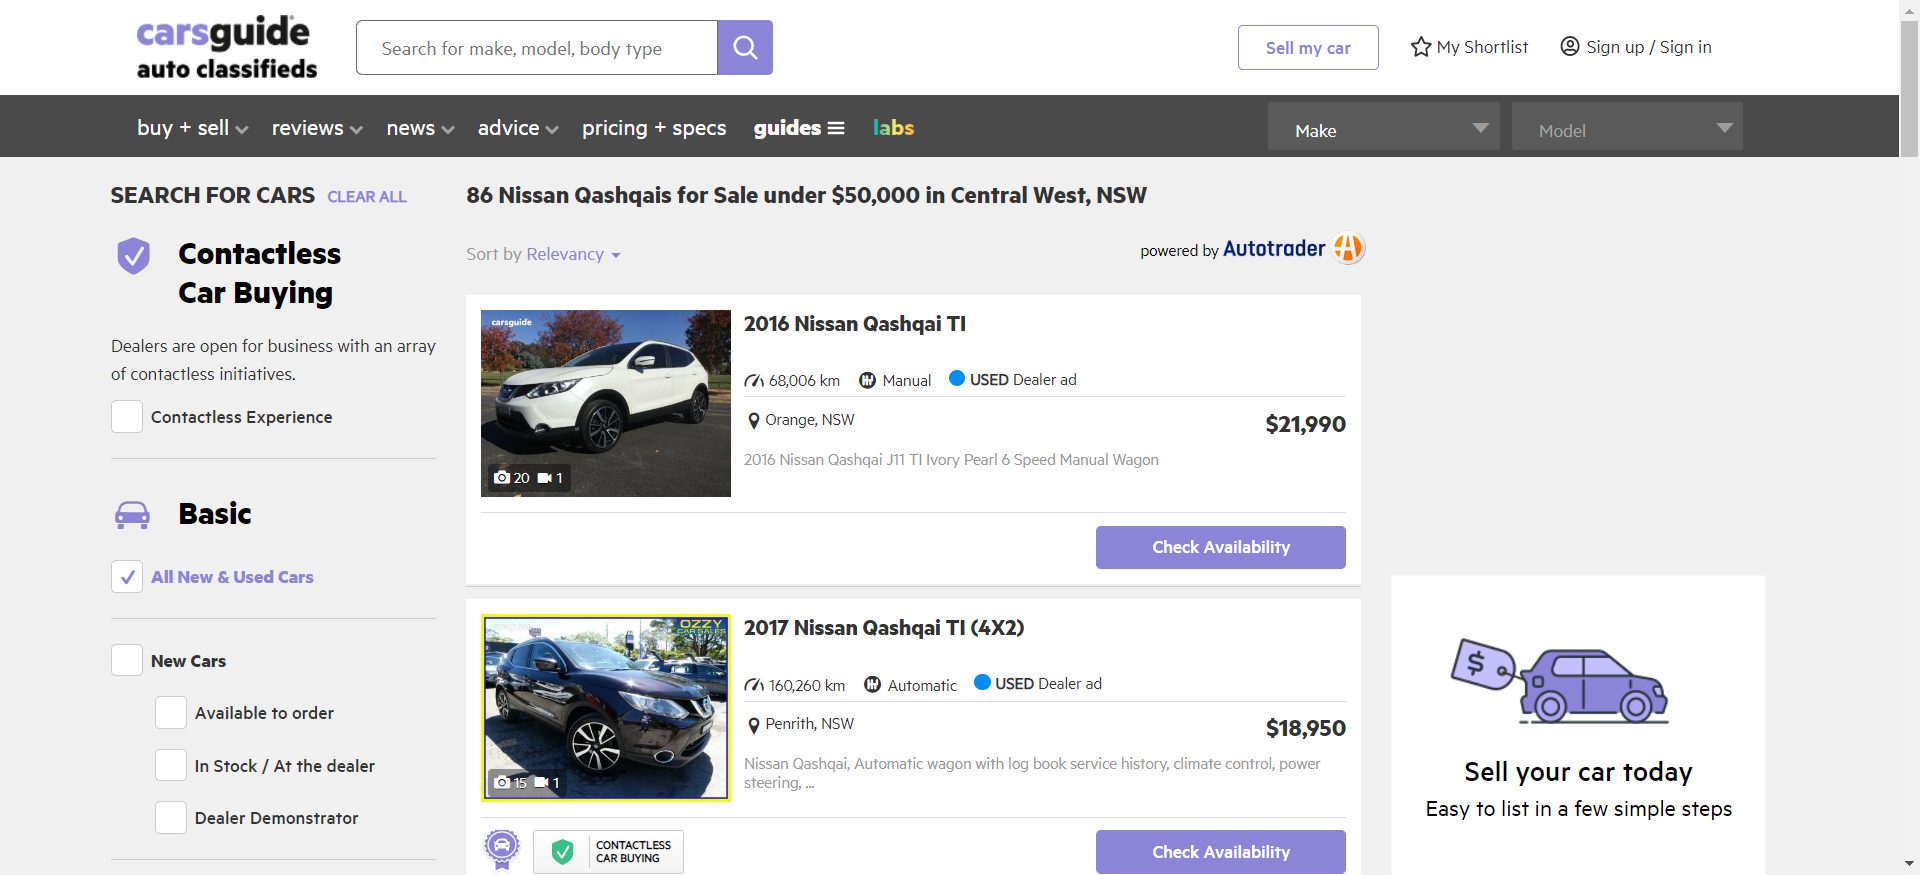 carsguide
auto classifieds
Search for make, model, body type
Sell my car
My Shortlist
Sign up / Sign in
buy + sell
reviews
news
advice
pricing + specs
guides
labs
Make
Model
SEARCH FOR CARS
CLEAR ALL
Contactless
Car Buying
Dealers are open for business with an array
of contactless initiatives.
Contactless Experience
Basic
All New & Used Cars
New Cars
Available to order
In Stock / At the dealer
Dealer Demonstrator
86 Nissan Qashqais for Sale under $50,000 in Central West, NSW
Sort by Relevancy
powered by Autotrader
carsguide
20 1
2016 Nissan Qashqai TI
68,006 km Manual USED Dealer ad
Orange, NSW
$21,990
2016 Nissan Qashqai J11 TI Ivory Pearl 6 Speed Manual Wagon
Check Availability
OZZY
CAR SALES
15 1
2017 Nissan Qashqai TI (4X2)
160,260 km Automatic USED Dealer ad
Penrith, NSW
$18,950
Nissan Qashqai, Automatic wagon with log book service history, climate control, power
steering, ...
CONTACTLESS
CAR BUYING
Check Availability
$
Sell your car today
Easy to list in a few simple steps